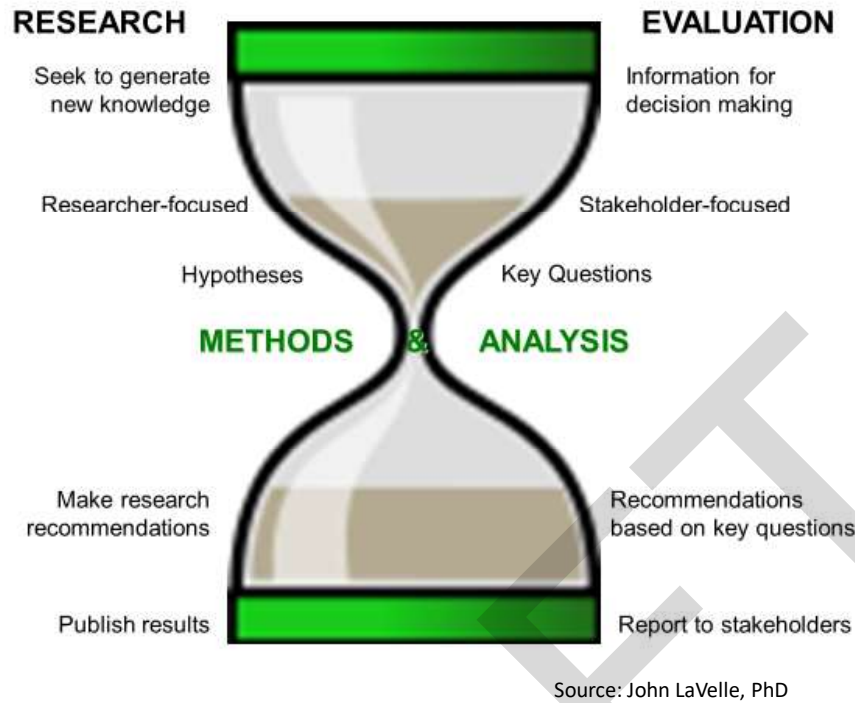 RESEARCH
EVALUATION
Seek to generate
new knowledge
Information for
decision making
Researcher-focused
Stakeholder-focused
Hypotheses
Key Questions
METHODS & ANALYSIS
Make research
recommendations
Recommendations
based on key questions
Publish results
Report to stakeholders
Source: John LaVelle, PhD